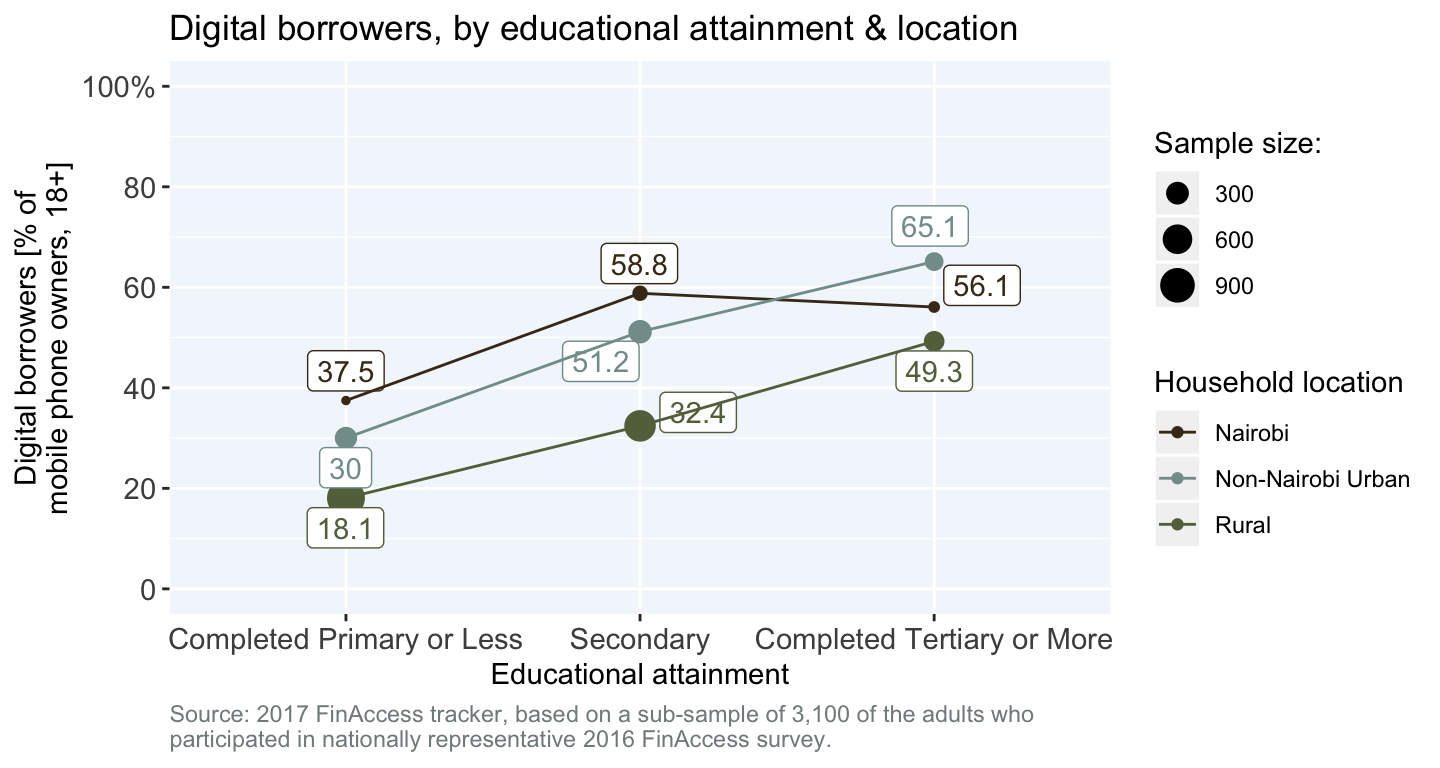 Digital borrowers, by educational attainment & location
100%
80
60
40
20
0
Digital borrowers [% of
mobile phone owners, 18+]
37.5
30
18.1
58.8
51.2
32.4
65.1
56.1
49.3
Completed Primary or Less
Secondary
Completed Tertiary or More
Educational attainment
Sample size:
300
600
900
Household location
Nairobi
Non-Nairobi Urban
Rural
Source: 2017 FinAccess tracker, based on a sub-sample of 3,100 of the adults who
participated in nationally representative 2016 FinAccess survey.